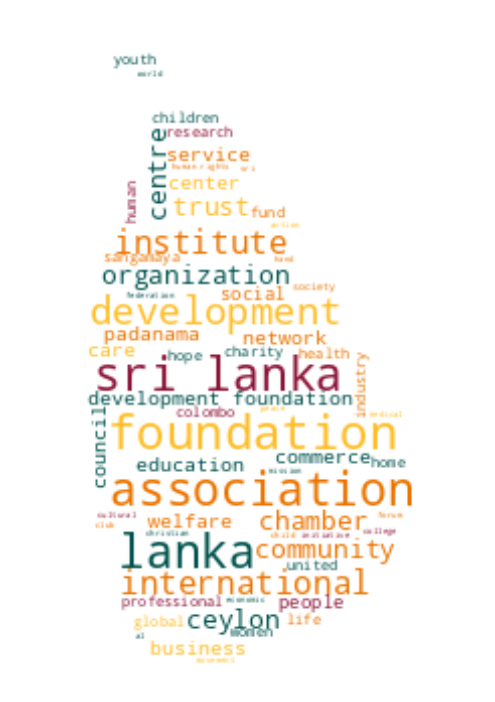 youth
world
children
research
centre
service
human rights
sri
human
center
trust
fund
action
institute
sangamaya
hand
organization
society
federation
social
development
padanama
network
care
hope
charity
health
industry
sri lanka
development foundation
colombo
peace
medical
council
foundation
commerce
education
home
mission
association
cultural
club
welfare
chamber
forum
christian
child
initiative
college
lanka
community
united
international
professional
economic
people
global
ceylon
life
women
al
business
movement